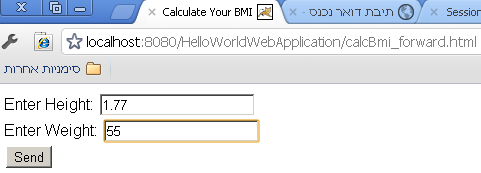 Calculate Your BMI
תיבת דואר נכנס -
Session
localhost:8080/HelloWorldWebApplication/calcBmi_forward.html
סימניות אחרות
Enter Height: 1.77
Enter Weight: 55
Send